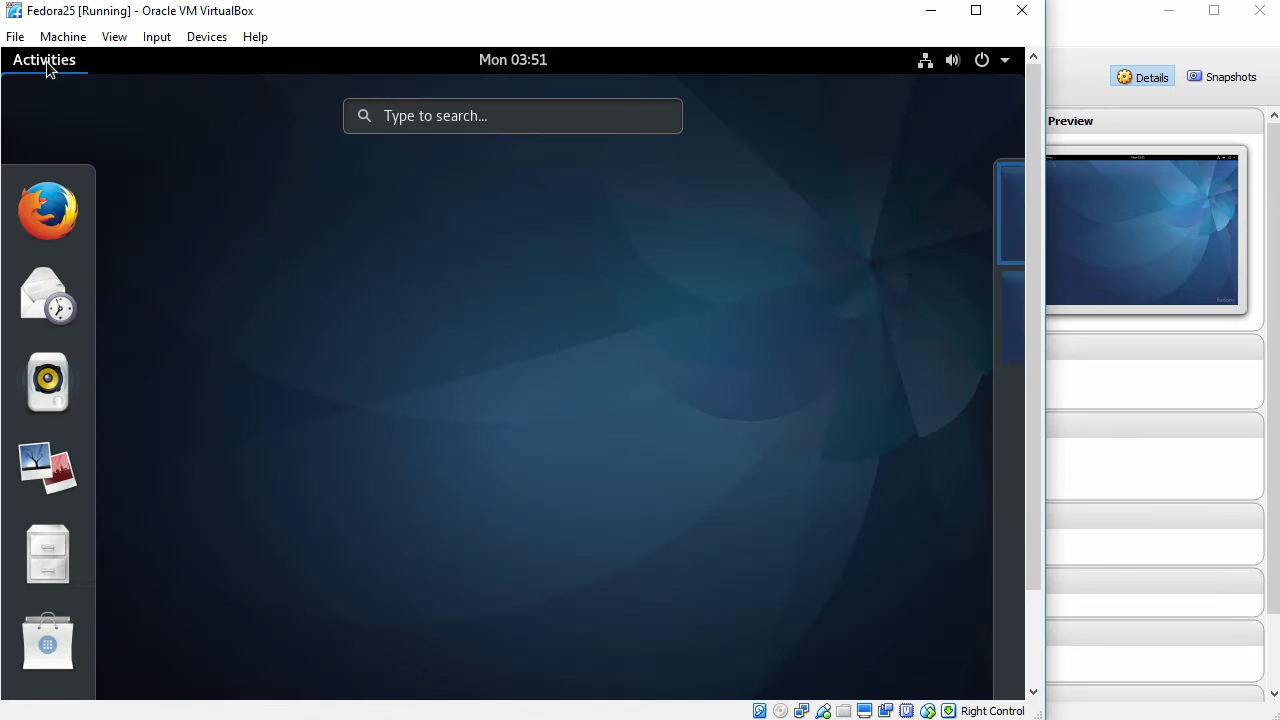 Fedora25 [Running] - Oracle VM VirtualBox
File Machine View Input Devices Help
Activities Mon 03:51
Type to search...
Details Snapshots
Preview
Right Control